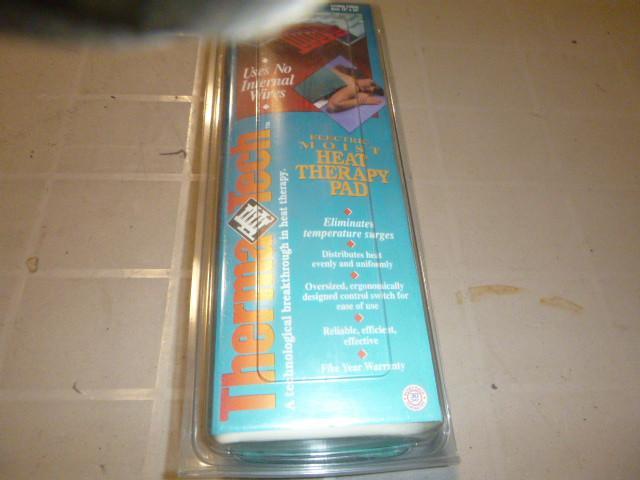 Uses No
Internal
Wires
ELECTRIC
MOIST
HEAT
THERAPY
PAD
ThermaTech™
A technological breakthrough in heat therapy.
Eliminates
temperature surges
Distributes heat
evenly and uniformly
Oversized, ergonomically
designed control switch for
ease of use
Reliable, efficient,
effective
Five Year Warranty